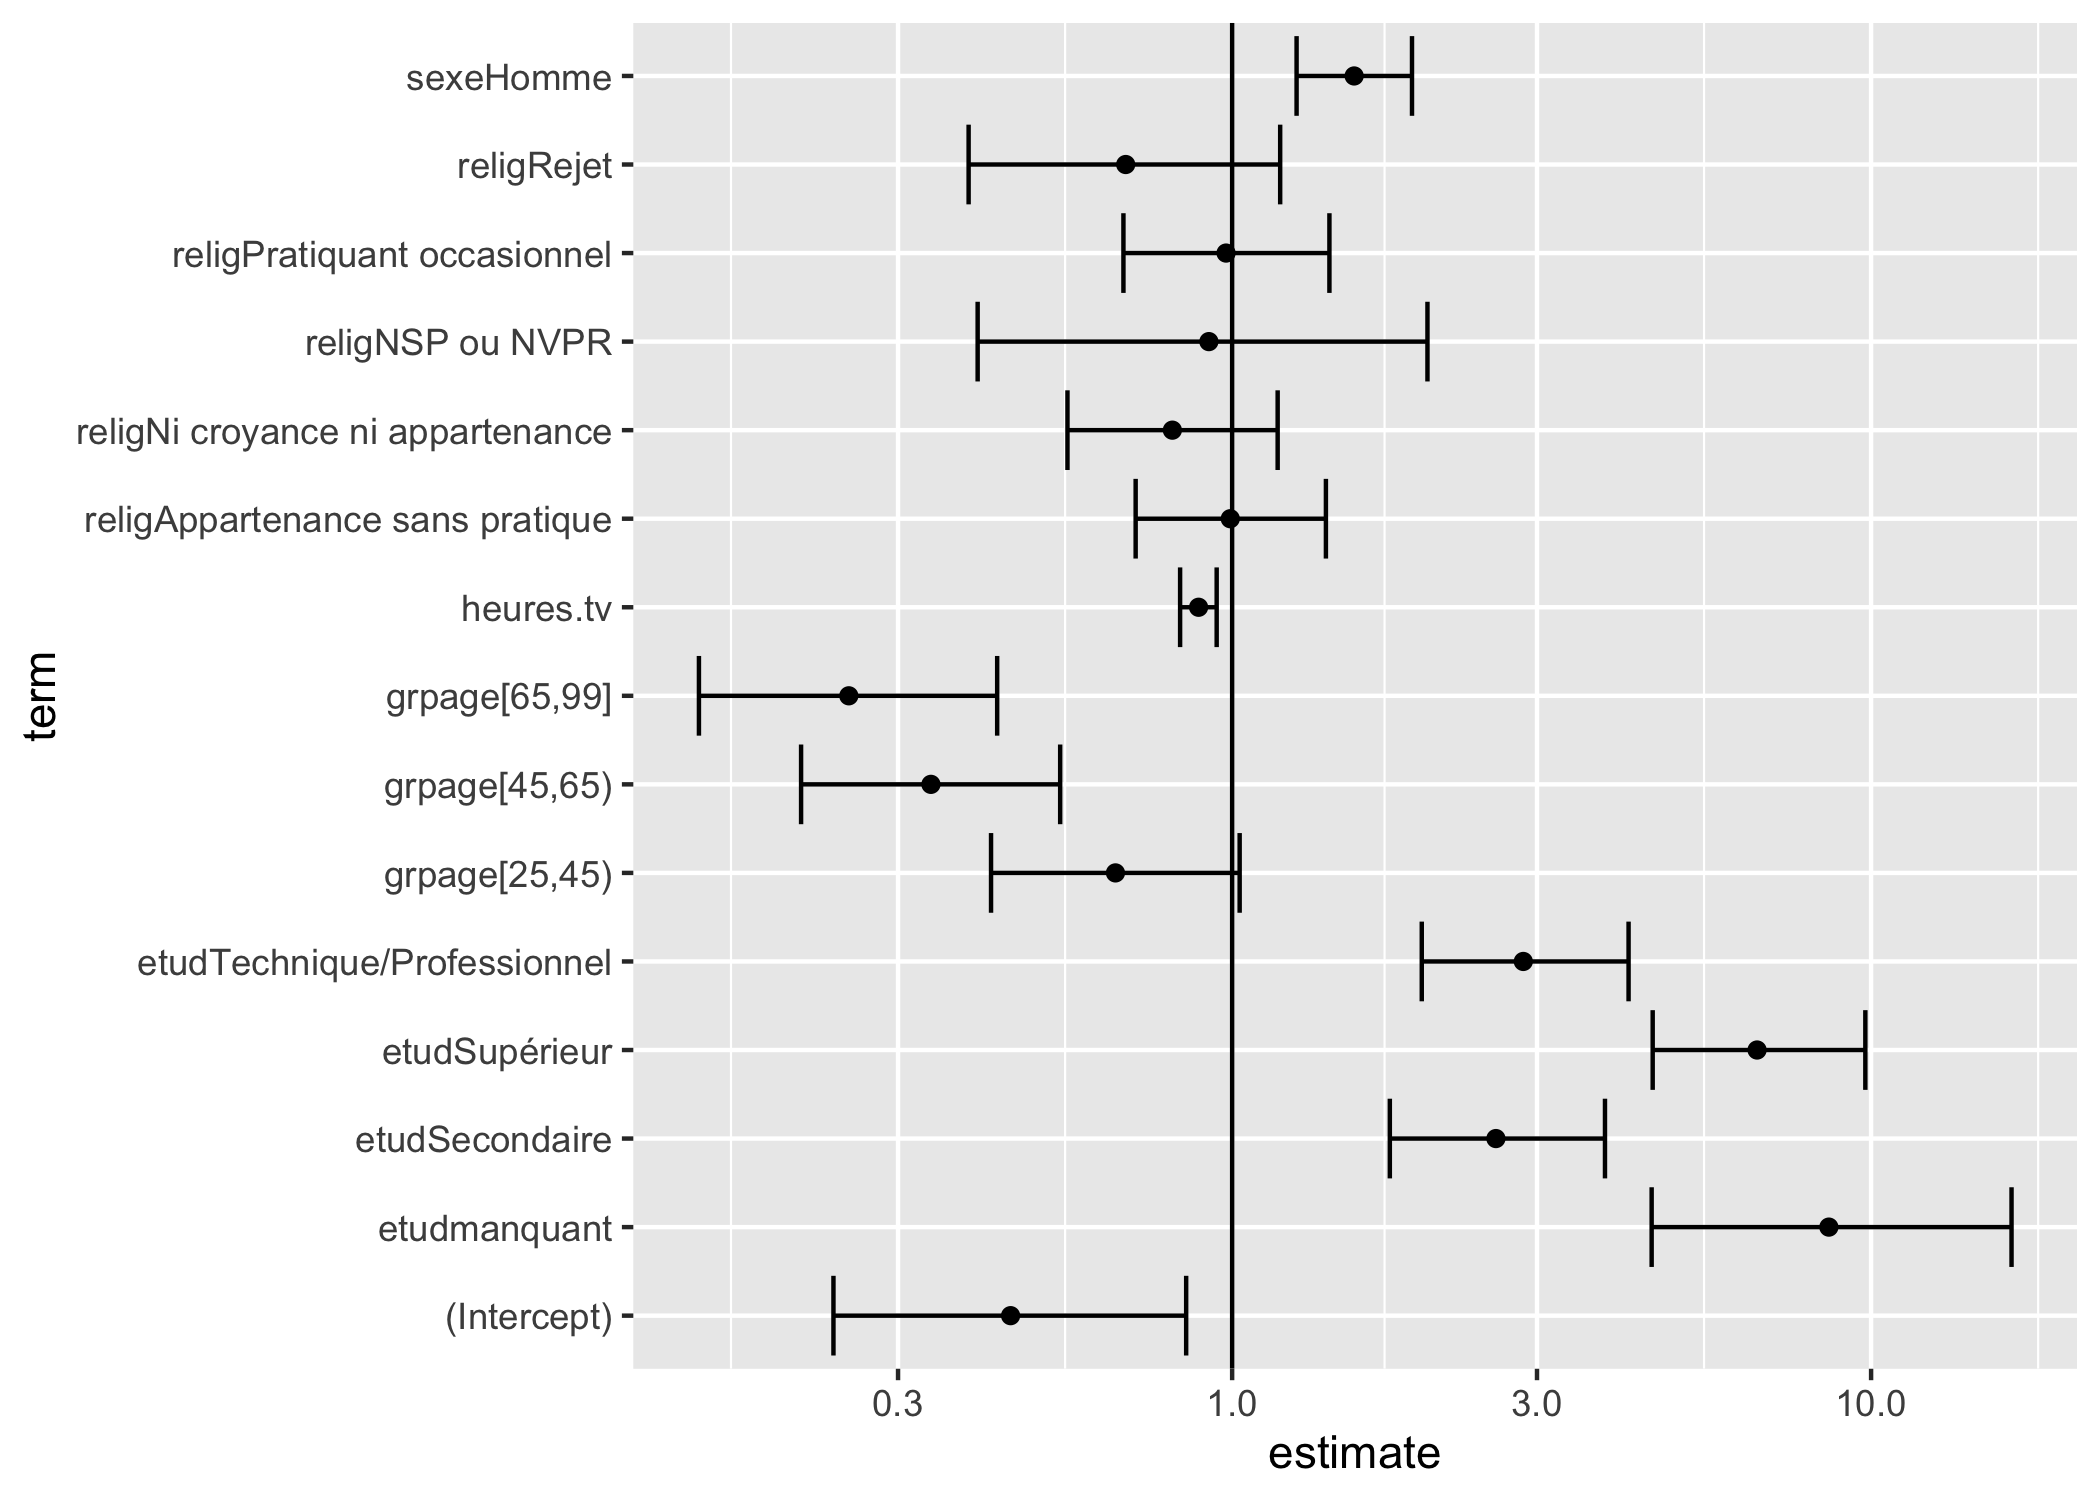 sexeHomme
religRejet
religPratiquant occasionnel
religNSP ou NVPR
religNi croyance ni appartenance
religAppartenance sans pratique
heures.tv
grpage[65,99]
grpage[45,65)
grpage[25,45)
etudTechnique/Professionnel
etudSupérieur
etudSecondaire
etudmanquant
(Intercept)
term
0.3 1.0 3.0 10.0
estimate